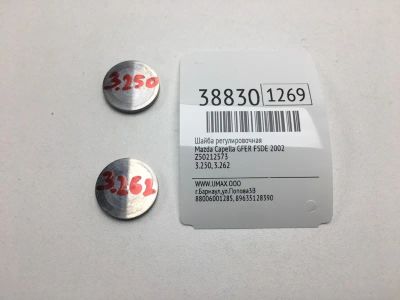 3.250
3.262
38830 1269
Шайба регулировочная
Mazda Capella GFER FSDE 2002
Z50212573
3.250, 3.262
WWW.UMAX.OOO
г.Барнаул,ул.Попова3В
88006001285, 89635128390